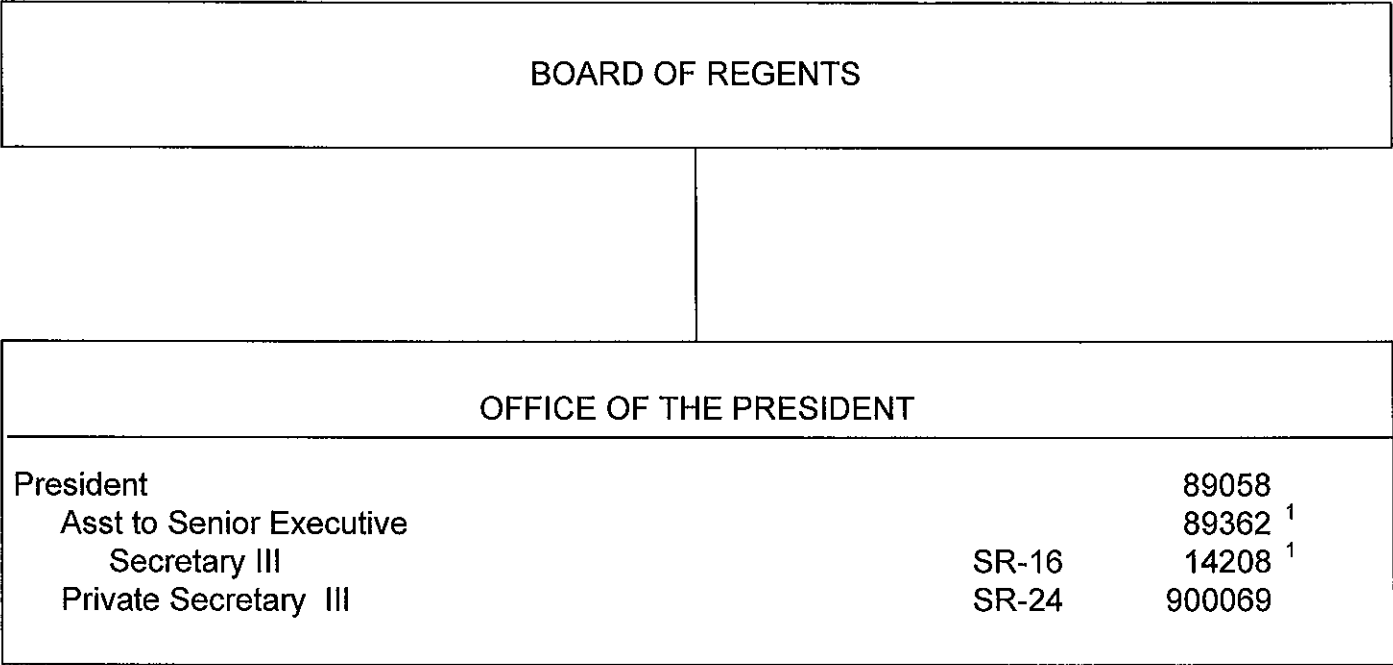 BOARD OF REGENTS
OFFICE OF THE PRESIDENT
President 89058
Asst to Senior Executive 89362 1
Secretary III SR-16 14208 1
Private Secretary III SR-24 900069